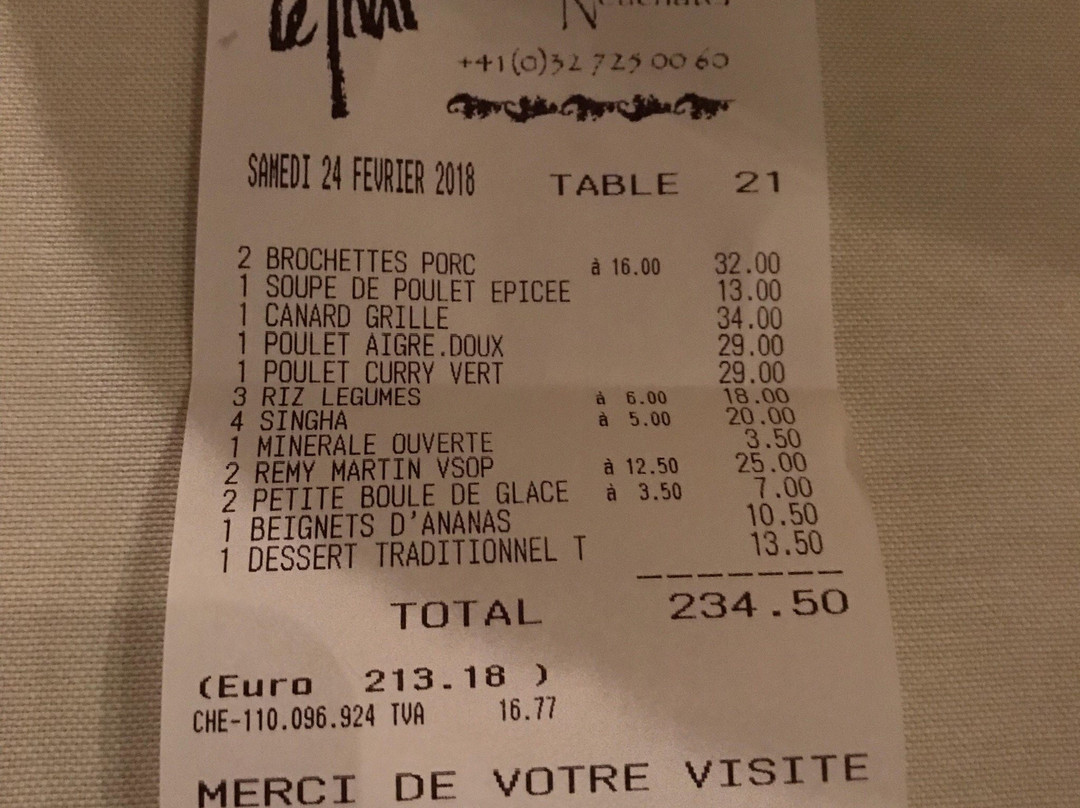 +41(0)32 725 00 60
SAMEDI 24 FEVRIER 2018 TABLE 21
2 BROCHETTES PORC à 16.00 32.00
1 SOUPE DE POULET EPICEE 13.00
1 CANARD GRILLE 34.00
1 POULET AIGRE.DOUX 29.00
1 POULET CURRY VERT 29.00
3 RIZ LEGUMES à 6.00 18.00
4 SINGHA à 5.00 20.00
1 MINERALE OUVERTE 3.50
2 REMY MARTIN VSOP à 12.50 25.00
2 PETITE BOULE DE GLACE à 3.50 7.00
1 BEIGNETS D'ANANAS 10.50
1 DESSERT TRADITIONNEL T 13.50
TOTAL 234.50
(Euro 213.18 )
CHE-110.096.924 TVA 16.77
MERCI DE VOTRE VISITE